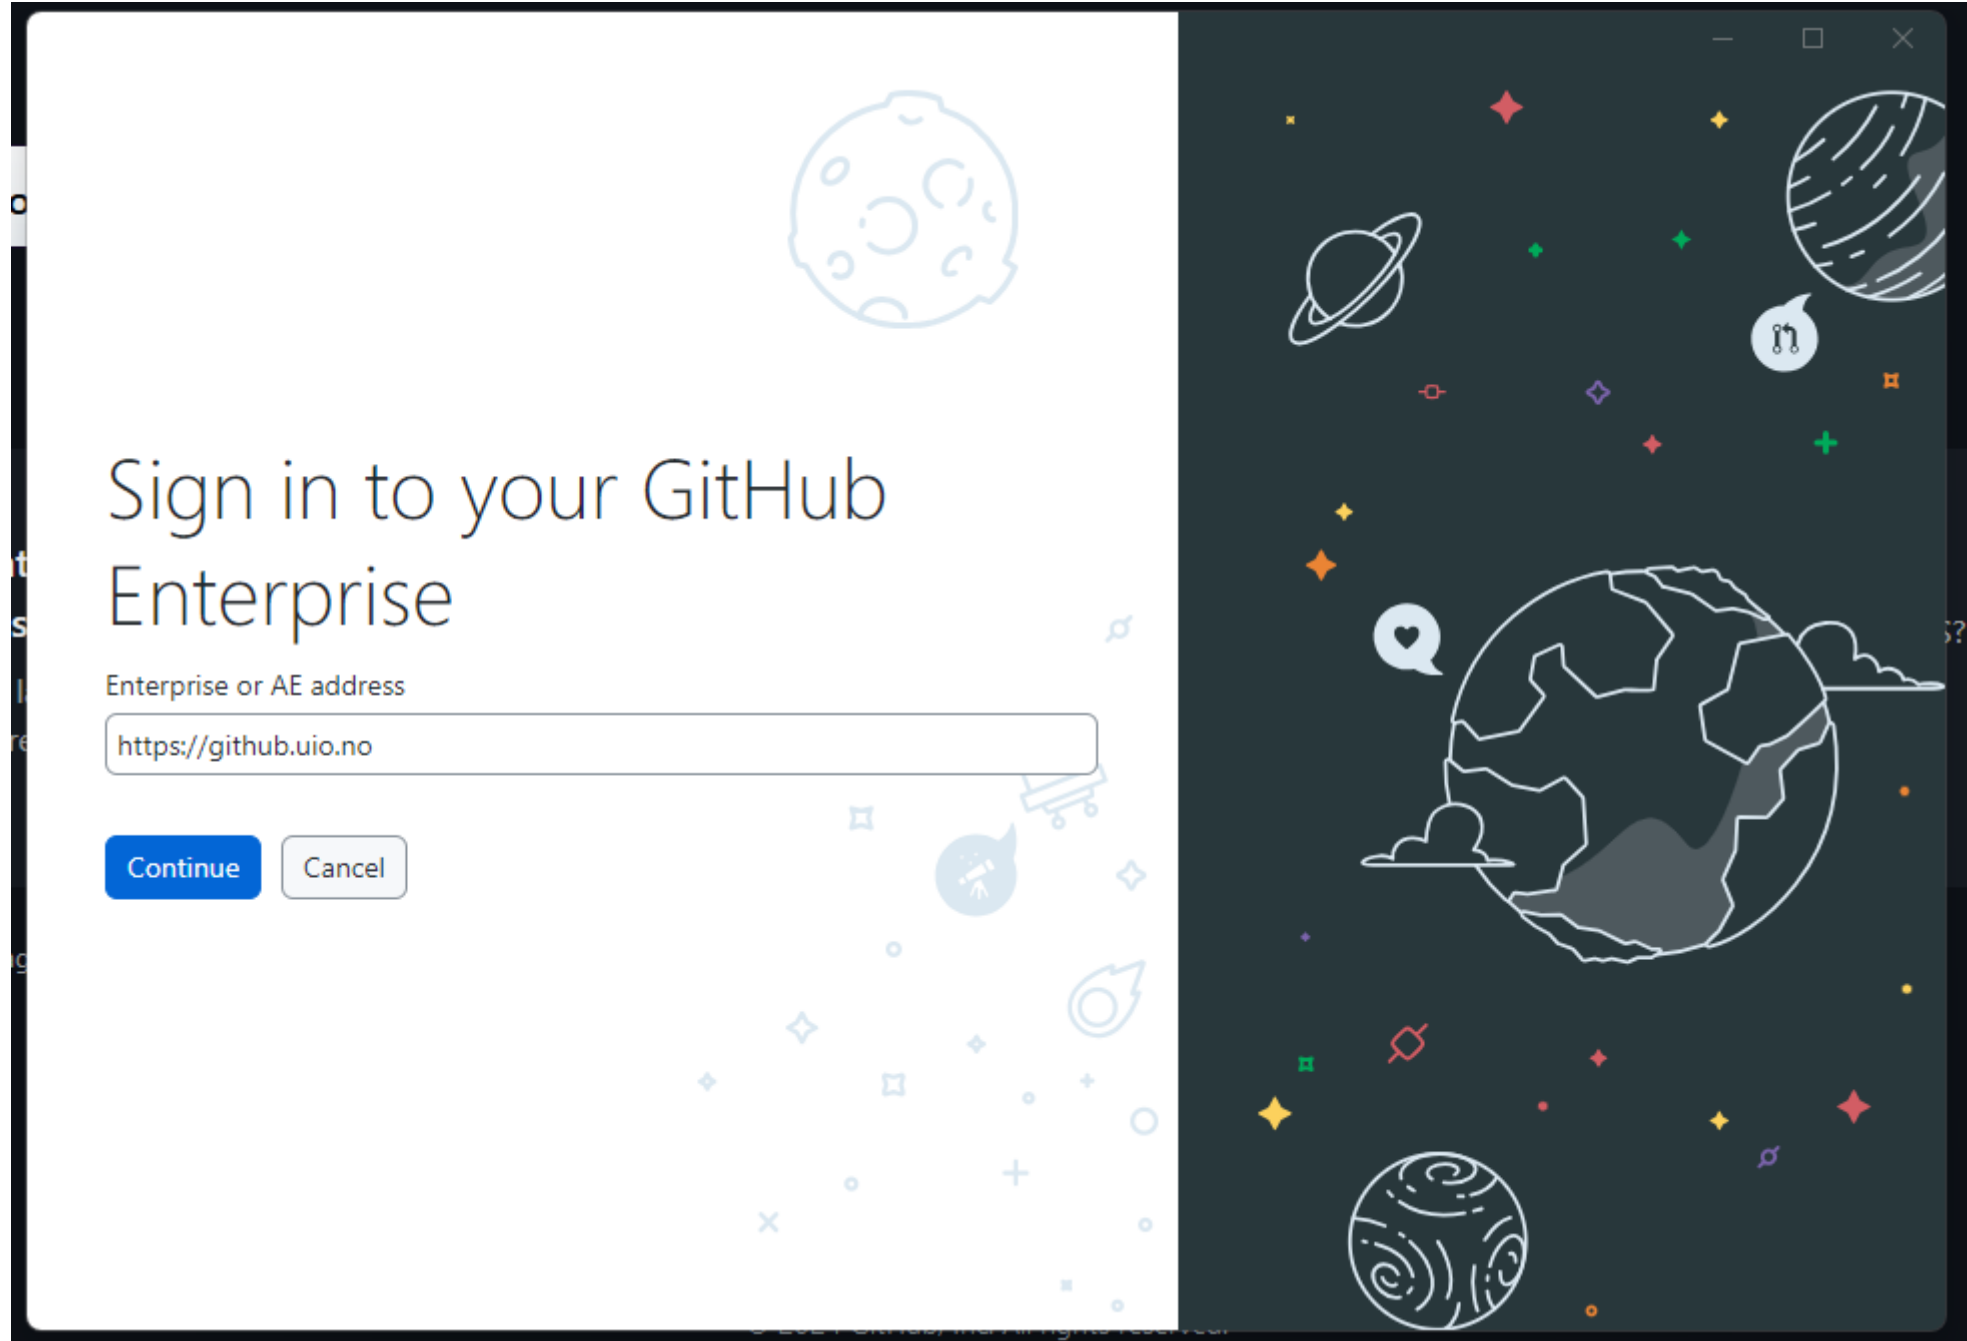 Sign in to your GitHub
Enterprise
Enterprise or AE address
https://github.uio.no
Continue
Cancel